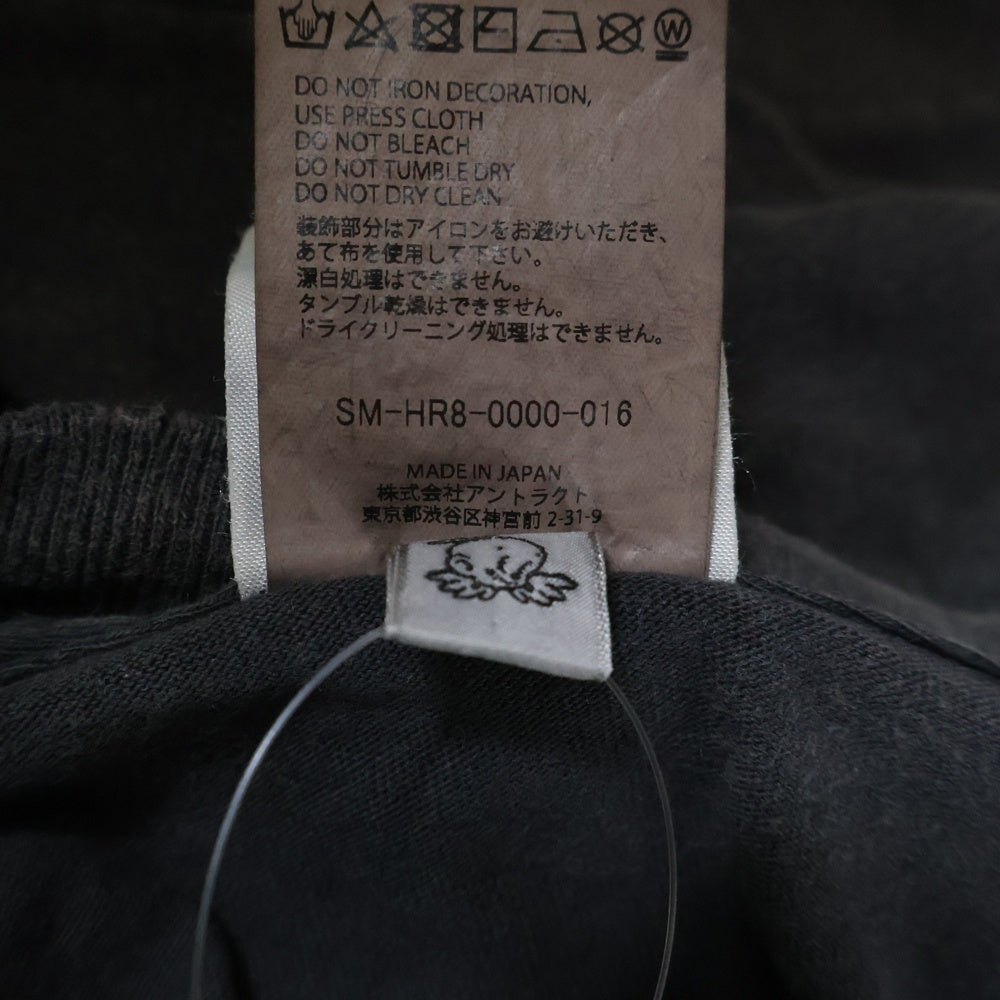 DO NOT IRON DECORATION,
USE PRESS CLOTH
DO NOT BLEACH
DO NOT TUMBLE DRY
DO NOT DRY CLEAN
装飾部分はアイロンをお避けいただき、
あて布を使用して下さい。
漂白処理はできません。
タンブル乾燥はできません。
ドライクリーニング処理はできません。
SM-HR8-0000-016
MADE IN JAPAN
株式会社アントラクト
東京都渋谷区神宮前 2-31-9